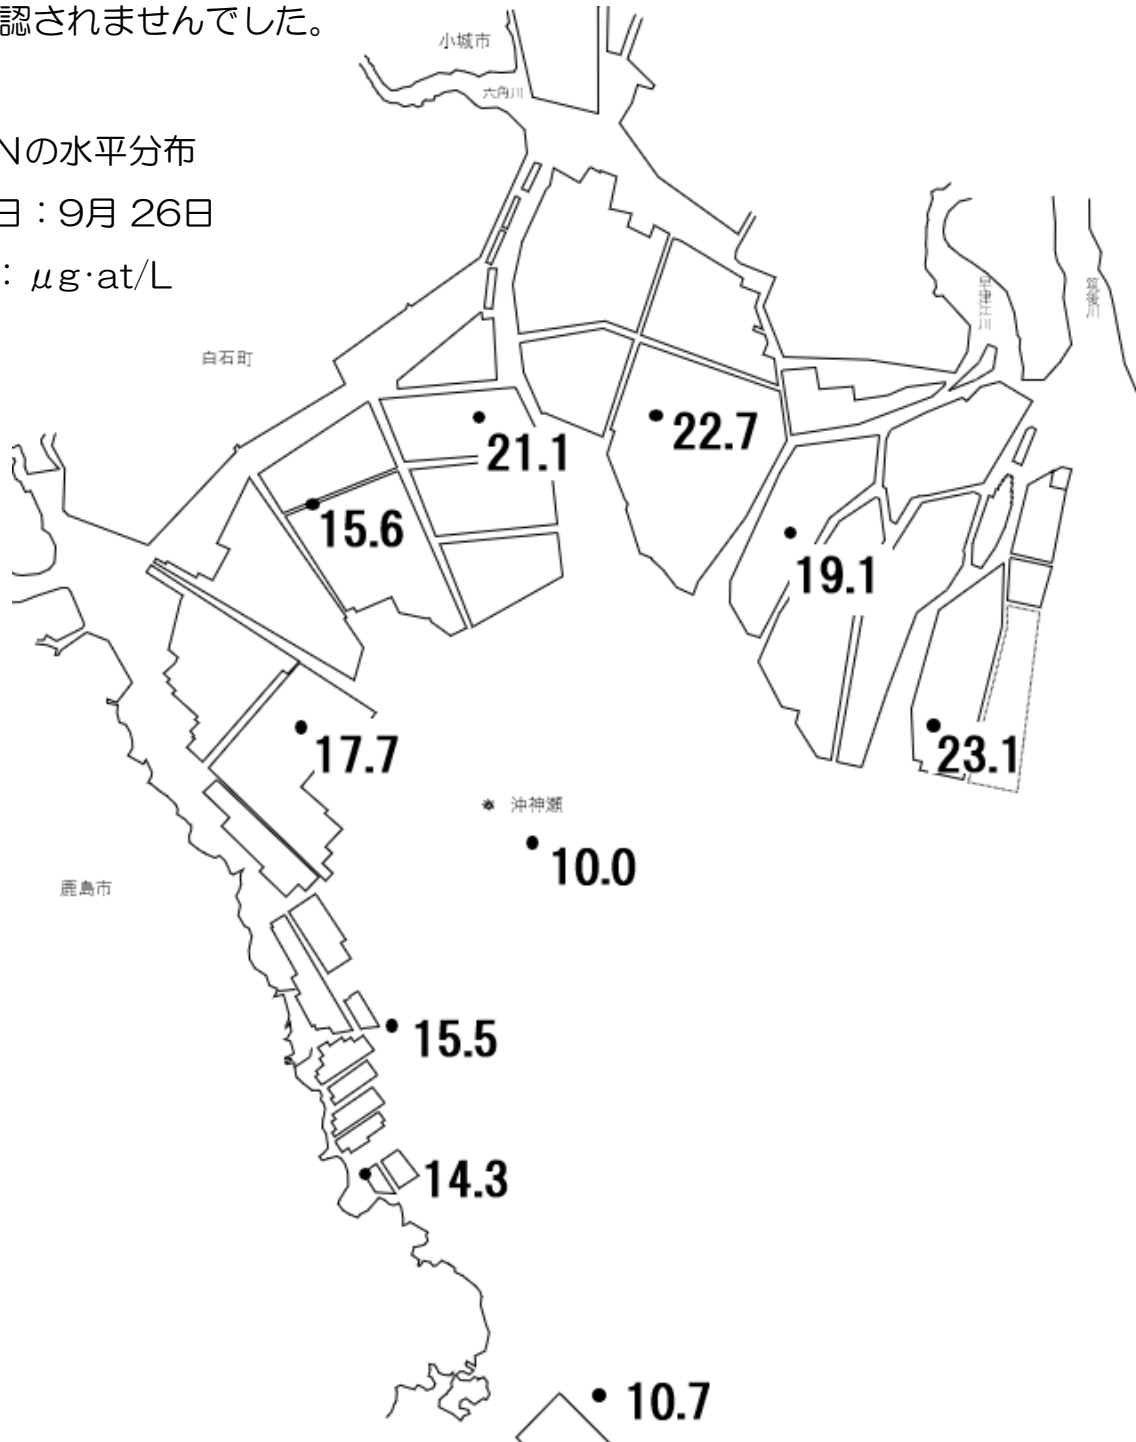 認されませんでした。
小城市
六角川
Nの水平分布
日：9月 26日
： μg·at/L
早津江川
筑後川
白石町
21.1
22.7
15.6
19.1
17.7
23.1
沖神瀬
10.0
鹿島市
15.5
14.3
10.7